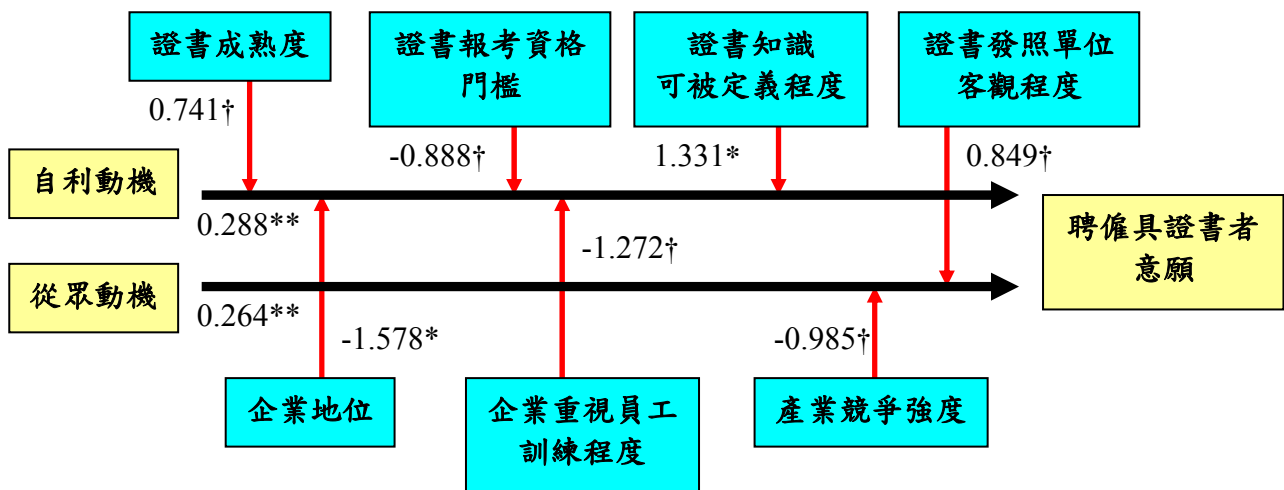 證書成熟度
證書報考資格
門檻
證書知識
可被定義程度
證書發照單位
客觀程度
0.741†
-0.888†
1.331*
0.849†
自利動機
0.288**
聘僱具證書者
意願
-1.272†
從眾動機
0.264**
-1.578*
-0.985†
企業地位
企業重視員工
訓練程度
產業競爭強度